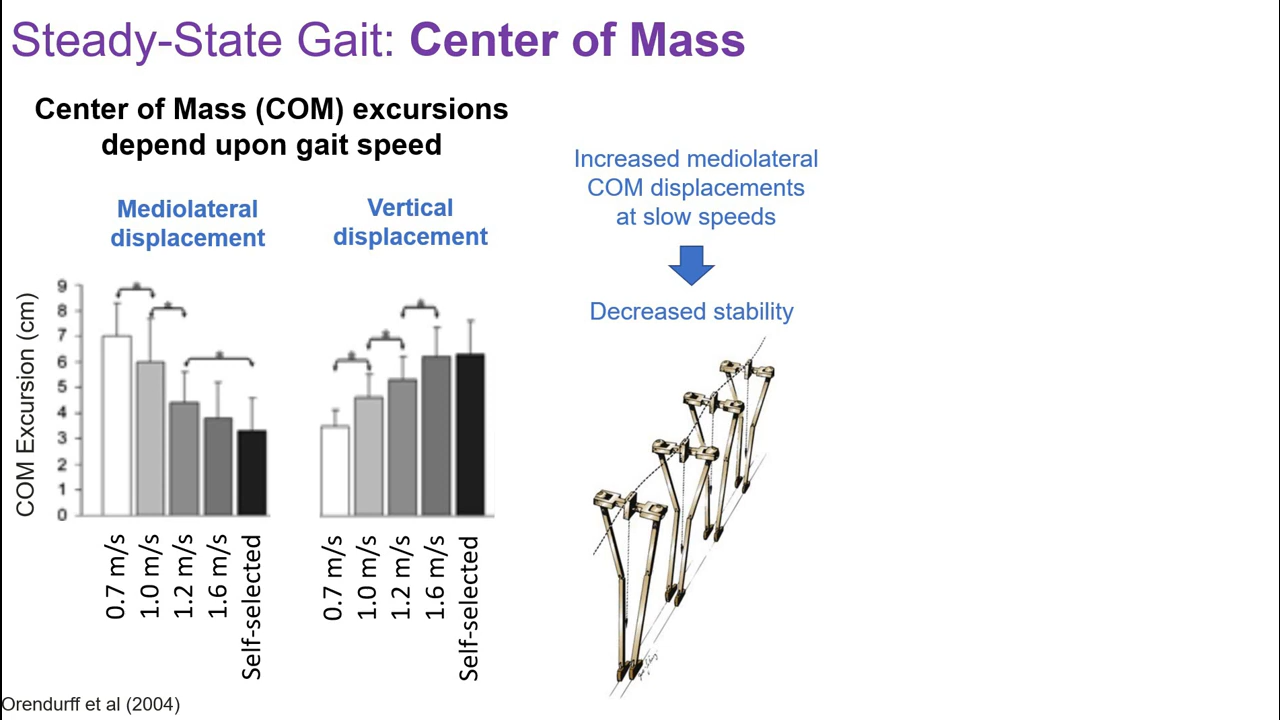 Steady-State Gait: Center of Mass
Center of Mass (COM) excursions
depend upon gait speed
Mediolateral
displacement
Vertical
displacement
COM Excursion (cm)
9
8
7
6
5
4
3
2
1
0
0.7 m/s
1.0 m/s
1.2 m/s
1.6 m/s
Self-selected
0.7 m/s
1.0 m/s
1.2 m/s
1.6 m/s
Self-selected
Increased mediolateral
COM displacements
at slow speeds
Decreased stability
Orendurff et al (2004)